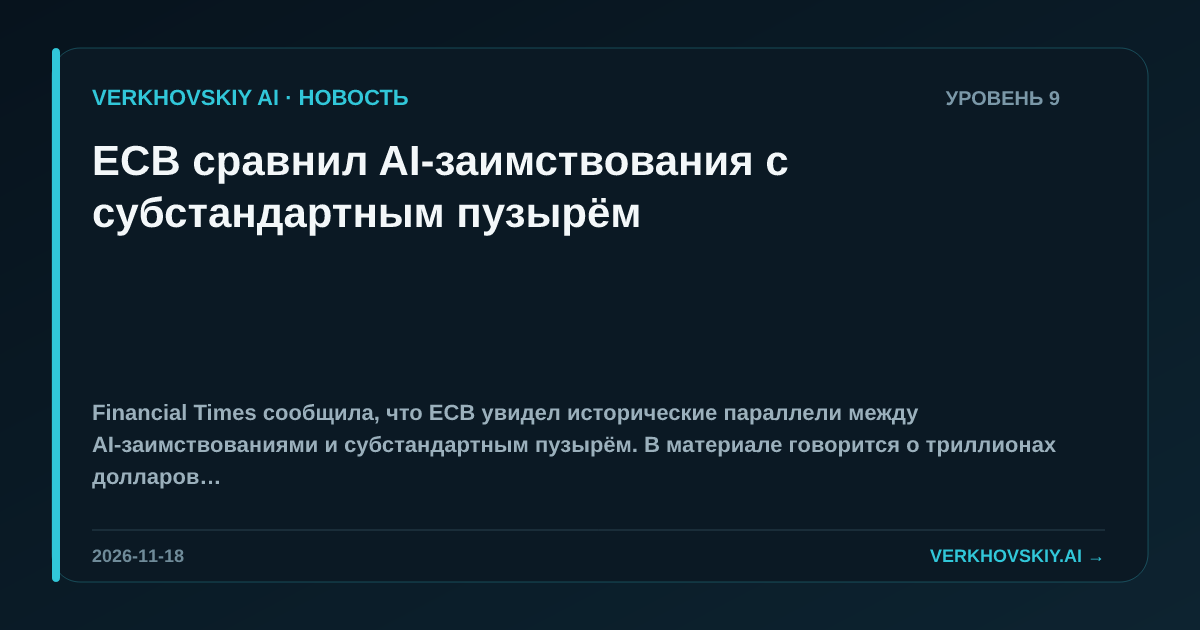 VERKHOVSKIY AI · НОВОСТЬ
УРОВЕНЬ 9
ECB сравнил AI-заимствования с
субстандартным пузырём
Financial Times сообщила, что ECB увидел исторические параллели между
AI-заимствованиями и субстандартным пузырём. В материале говорится о триллионах
долларов…
2026-11-18
VERKHOVSKIY.AI →